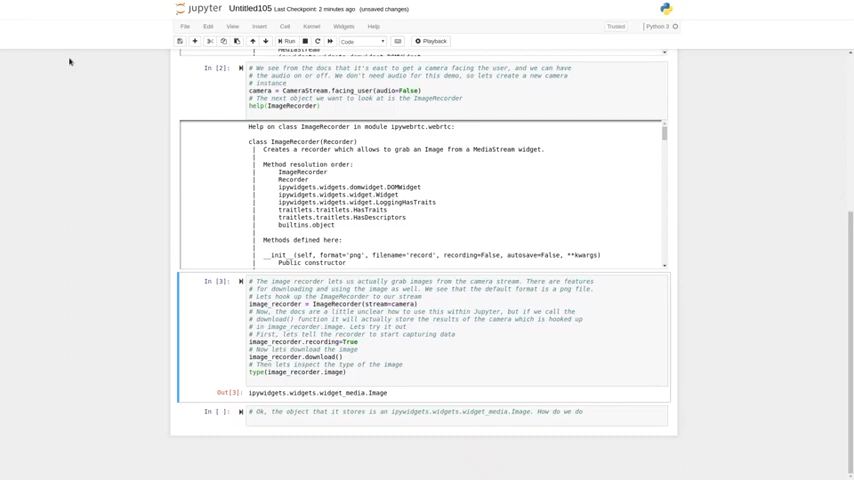 jupyter Untitled105 Last Checkpoint: 2 minutes ago (unsaved changes)
File Edit View Insert Cell Kernel Widgets Help Trusted Python 3
Run Code Playback
MediaStream
In [2]: # We see from the docs that it's east to get a camera facing the user, and we can have
# the audio on or off. We don't need audio for this demo, so lets create a new camera
# instance
camera = CameraStream.facing_user(audio=False)
# The next object we want to look at is the ImageRecorder
help(ImageRecorder)
Help on class ImageRecorder in module ipywebrtc.webrtc:
class ImageRecorder(Recorder)
| Creates a recorder which allows to grab an Image from a MediaStream widget.
|
| Method resolution order:
| ImageRecorder
| Recorder
| ipywidgets.widgets.domwidget.DOMWidget
| ipywidgets.widgets.widget.Widget
| ipywidgets.widgets.widget.LoggingHasTraits
| traitlets.traitlets.HasTraits
| traitlets.traitlets.HasDescriptors
| builtins.object
|
| Methods defined here:
|
| __init__(self, format='png', filename='record', recording=False, autosave=False, **kwargs)
| Public constructor
In [3]: # The image recorder lets us actually grab images from the camera stream. There are features
# for downloading and using the image as well. We see that the default format is a png file.
# Lets hook up the ImageRecorder to our stream
image_recorder = ImageRecorder(stream=camera)
# Now, the docs are a little unclear how to use this within Jupyter, but if we call the
# download() function it will actually store the results of the camera which is hooked up
# in image_recorder.image. Lets try it out
# First, lets tell the recorder to start capturing data
image_recorder.recording=True
# Now lets download the image
image_recorder.download()
# Then lets inspect the type of the image
type(image_recorder.image)
Out[3]: ipywidgets.widgets.widget_media.Image
In [ ]: # Ok, the object that it stores is an ipywidgets.widgets.widget_media.Image. How do we do